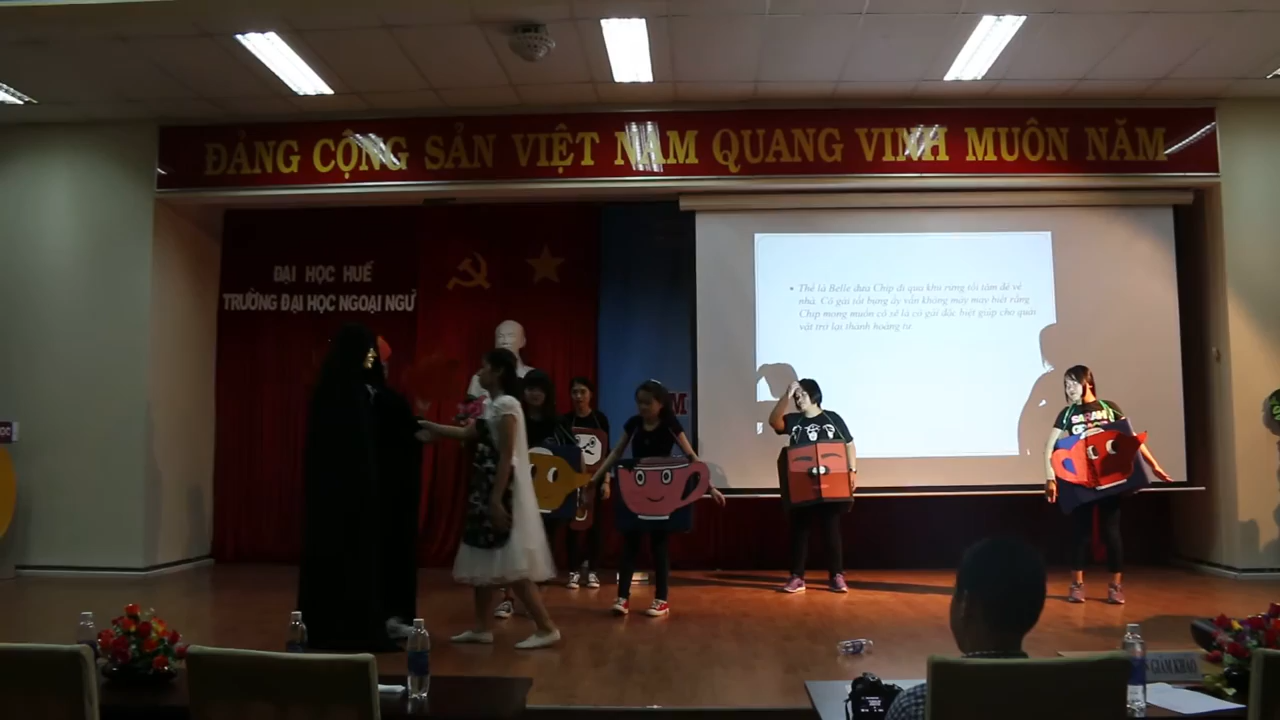 ĐẢNG CỘNG SẢN VIỆT NAM QUANG VINH MUÔN NĂM
ĐẠI HỌC HUẾ
TRƯỜNG ĐẠI HỌC NGOẠI NGỮ
• Thế là Belle đưa Chip đi qua khu rừng tối tăm để về
nhà. Cô gái tốt bụng ấy vẫn không mảy may biết rằng
Chip mong muốn cô sẽ là cô gái đặc biệt giúp cho quái
vật trở lại thành hoàng tử
SARAH
GIÁM KHẢO